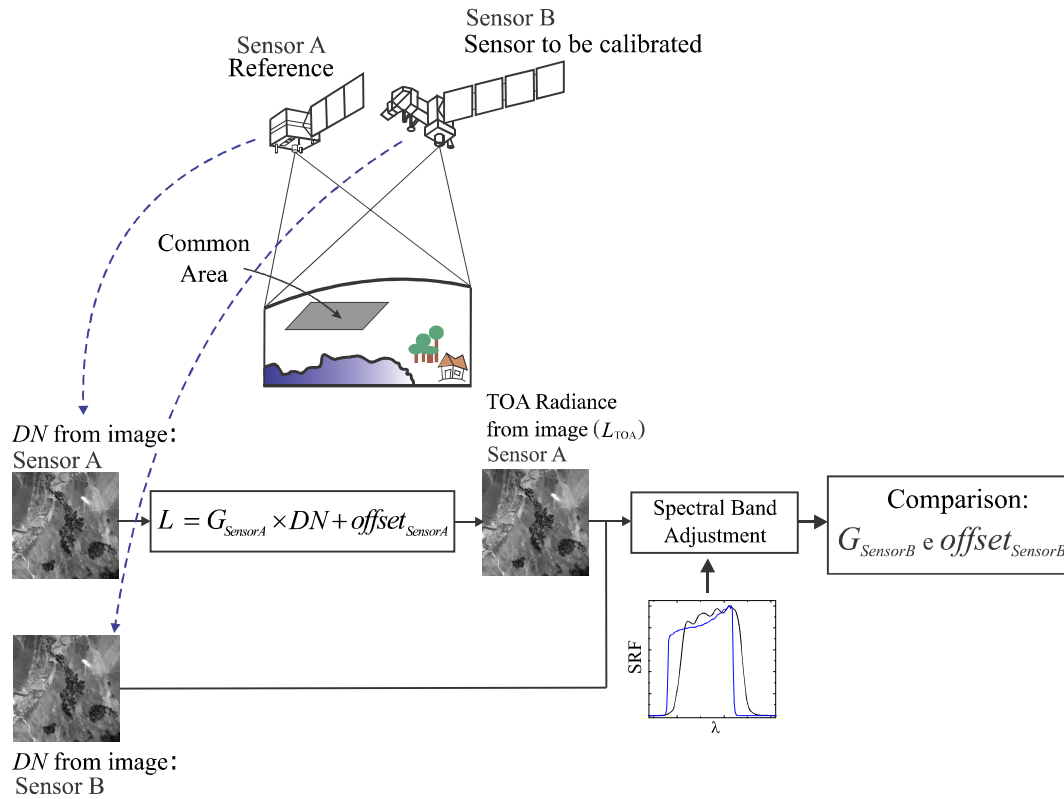 Sensor A
Reference
Sensor B
Sensor to be calibrated
Common
Area
DN from image:
Sensor A
L = G_SensorA × DN + offset_SensorA
TOA Radiance
from image (L_TOA)
Sensor A
Spectral Band
Adjustment
Comparison:
G_SensorB e offset_SensorB
SRF
λ
DN from image:
Sensor B